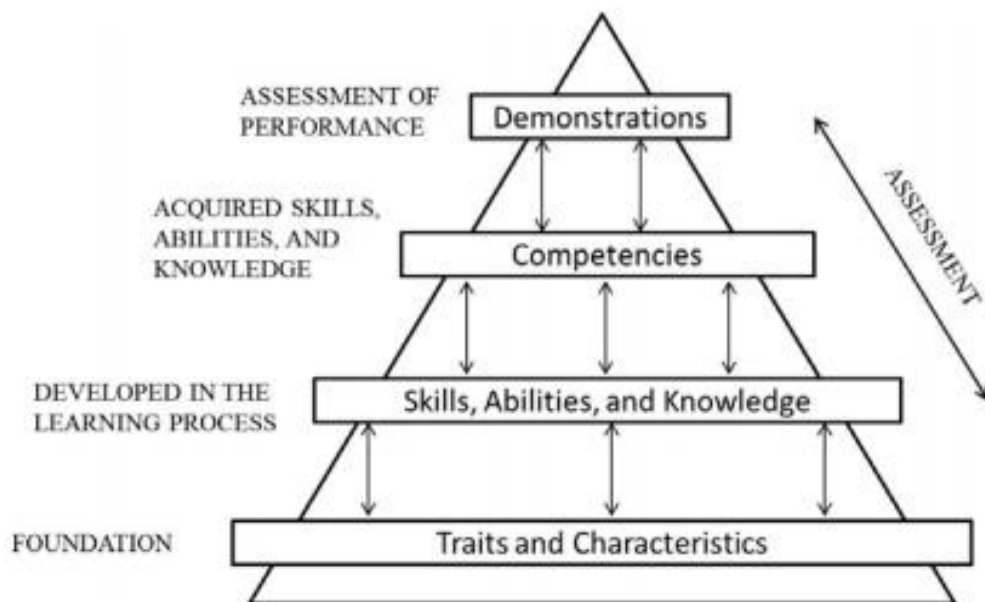 ASSESSMENT OF
PERFORMANCE
Demonstrations
ASSESSMENT
ACQUIRED SKILLS,
ABILITIES, AND
KNOWLEDGE
Competencies
DEVELOPED IN THE
LEARNING PROCESS
Skills, Abilities, and Knowledge
FOUNDATION
Traits and Characteristics